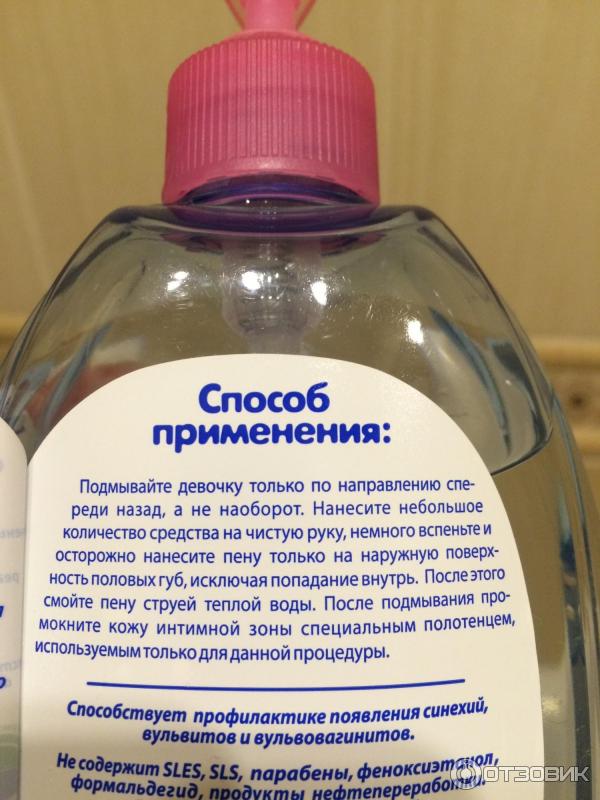 Способ
применения:
Подмывайте девочку только по направлению спе-
реди назад, а не наоборот. Нанесите небольшое
количество средства на чистую руку, немного вспеньте и
осторожно нанесите пену только на наружную поверх-
ность половых губ, исключая попадание внутрь. После этого
смойте пену струей теплой воды. После подмывания про-
мокните кожу интимной зоны специальным полотенцем,
используемым только для данной процедуры.
Способствует профилактике появления синехий,
вульвитов и вульвовагинитов.
Не содержит SLES, SLS, парабены, феноксиэтанол,
формальдегид, продукты нефтепереработки.
ОТЗОВИК